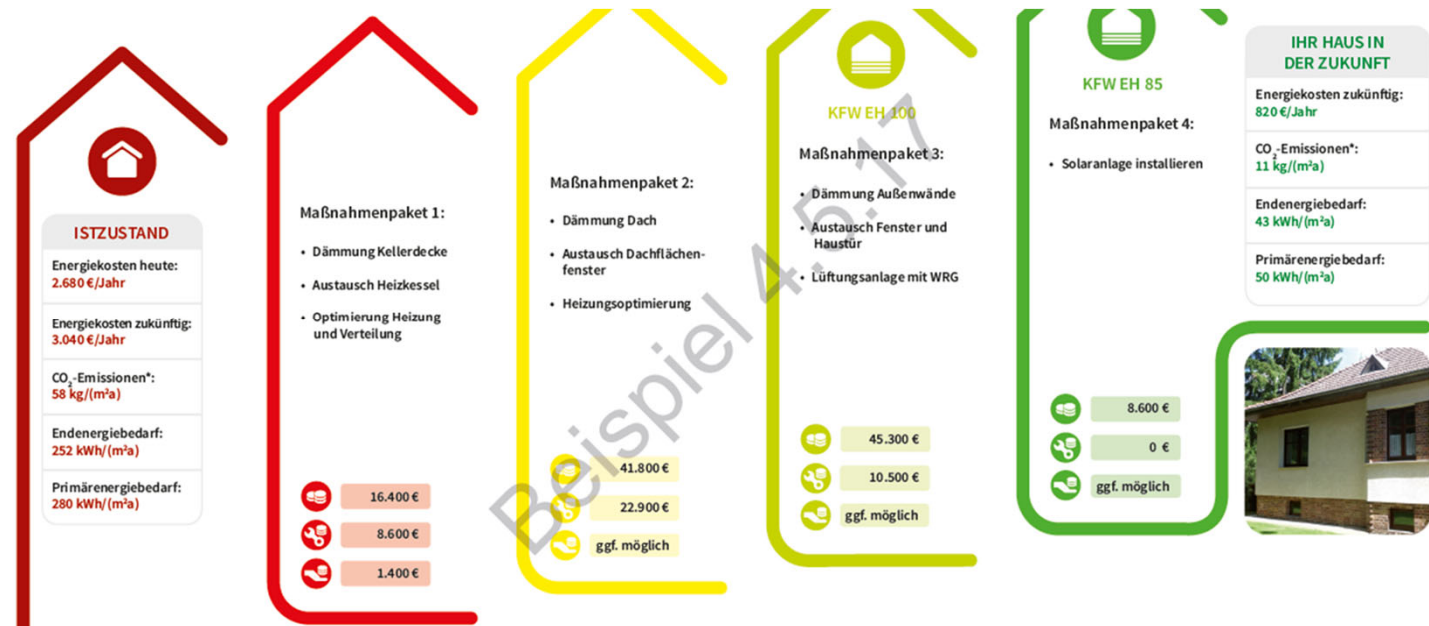 ISTZUSTAND
Energiekosten heute:
2.680 €/Jahr
Energiekosten zukünftig:
3.040 €/Jahr
CO₂-Emissionen*:
58 kg/(m²a)
Endenergiebedarf:
252 kWh/(m²a)
Primärenergiebedarf:
280 kWh/(m²a)
Maßnahmenpaket 1:
• Dämmung Kellerdecke
• Austausch Heizkessel
• Optimierung Heizung
und Verteilung
16.400 €
8.600 €
1.400 €
Maßnahmenpaket 2:
• Dämmung Dach
• Austausch Dachflächen-
fenster
• Heizungsoptimierung
41.800 €
22.900 €
ggf. möglich
KFW EH 100
Maßnahmenpaket 3:
• Dämmung Außenwände
• Austausch Fenster und
Haustür
• Lüftungsanlage mit WRG
45.300 €
10.500 €
ggf. möglich
KFW EH 85
Maßnahmenpaket 4:
• Solaranlage installieren
8.600 €
0 €
ggf. möglich
IHR HAUS IN
DER ZUKUNFT
Energiekosten zukünftig:
820 €/Jahr
CO₂-Emissionen*:
11 kg/(m²a)
Endenergiebedarf:
43 kWh/(m²a)
Primärenergiebedarf:
50 kWh/(m²a)
Beispiel 4.5.17